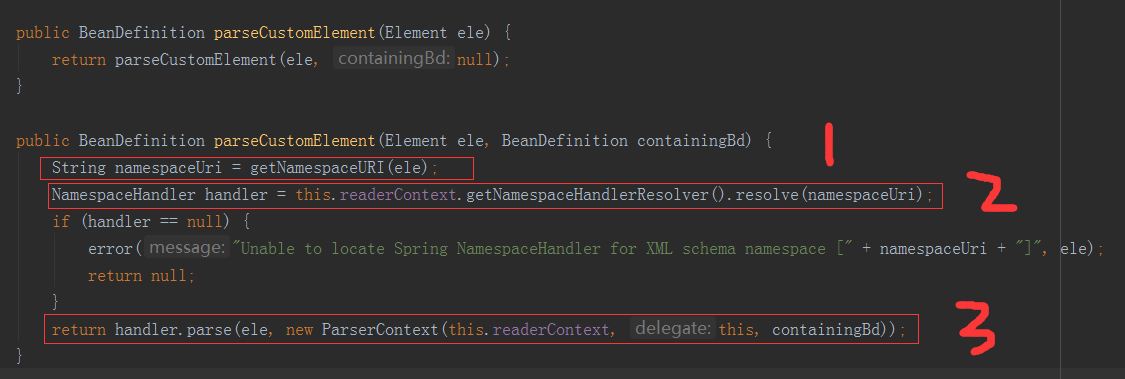 public BeanDefinition parseCustomElement(Element ele) {
return parseCustomElement(ele, containingBd: null);
}
public BeanDefinition parseCustomElement(Element ele, BeanDefinition containingBd) {
1
String namespaceUri = getNamespaceURI(ele);
NamespaceHandler handler = this.readerContext.getNamespaceHandlerResolver().resolve(namespaceUri);
2
if (handler == null) {
error( message: "Unable to locate Spring NamespaceHandler for XML schema namespace [" + namespaceUri + "]", ele);
return null;
}
return handler.parse(ele, new ParserContext(this.readerContext, delegate: this, containingBd));
3
}